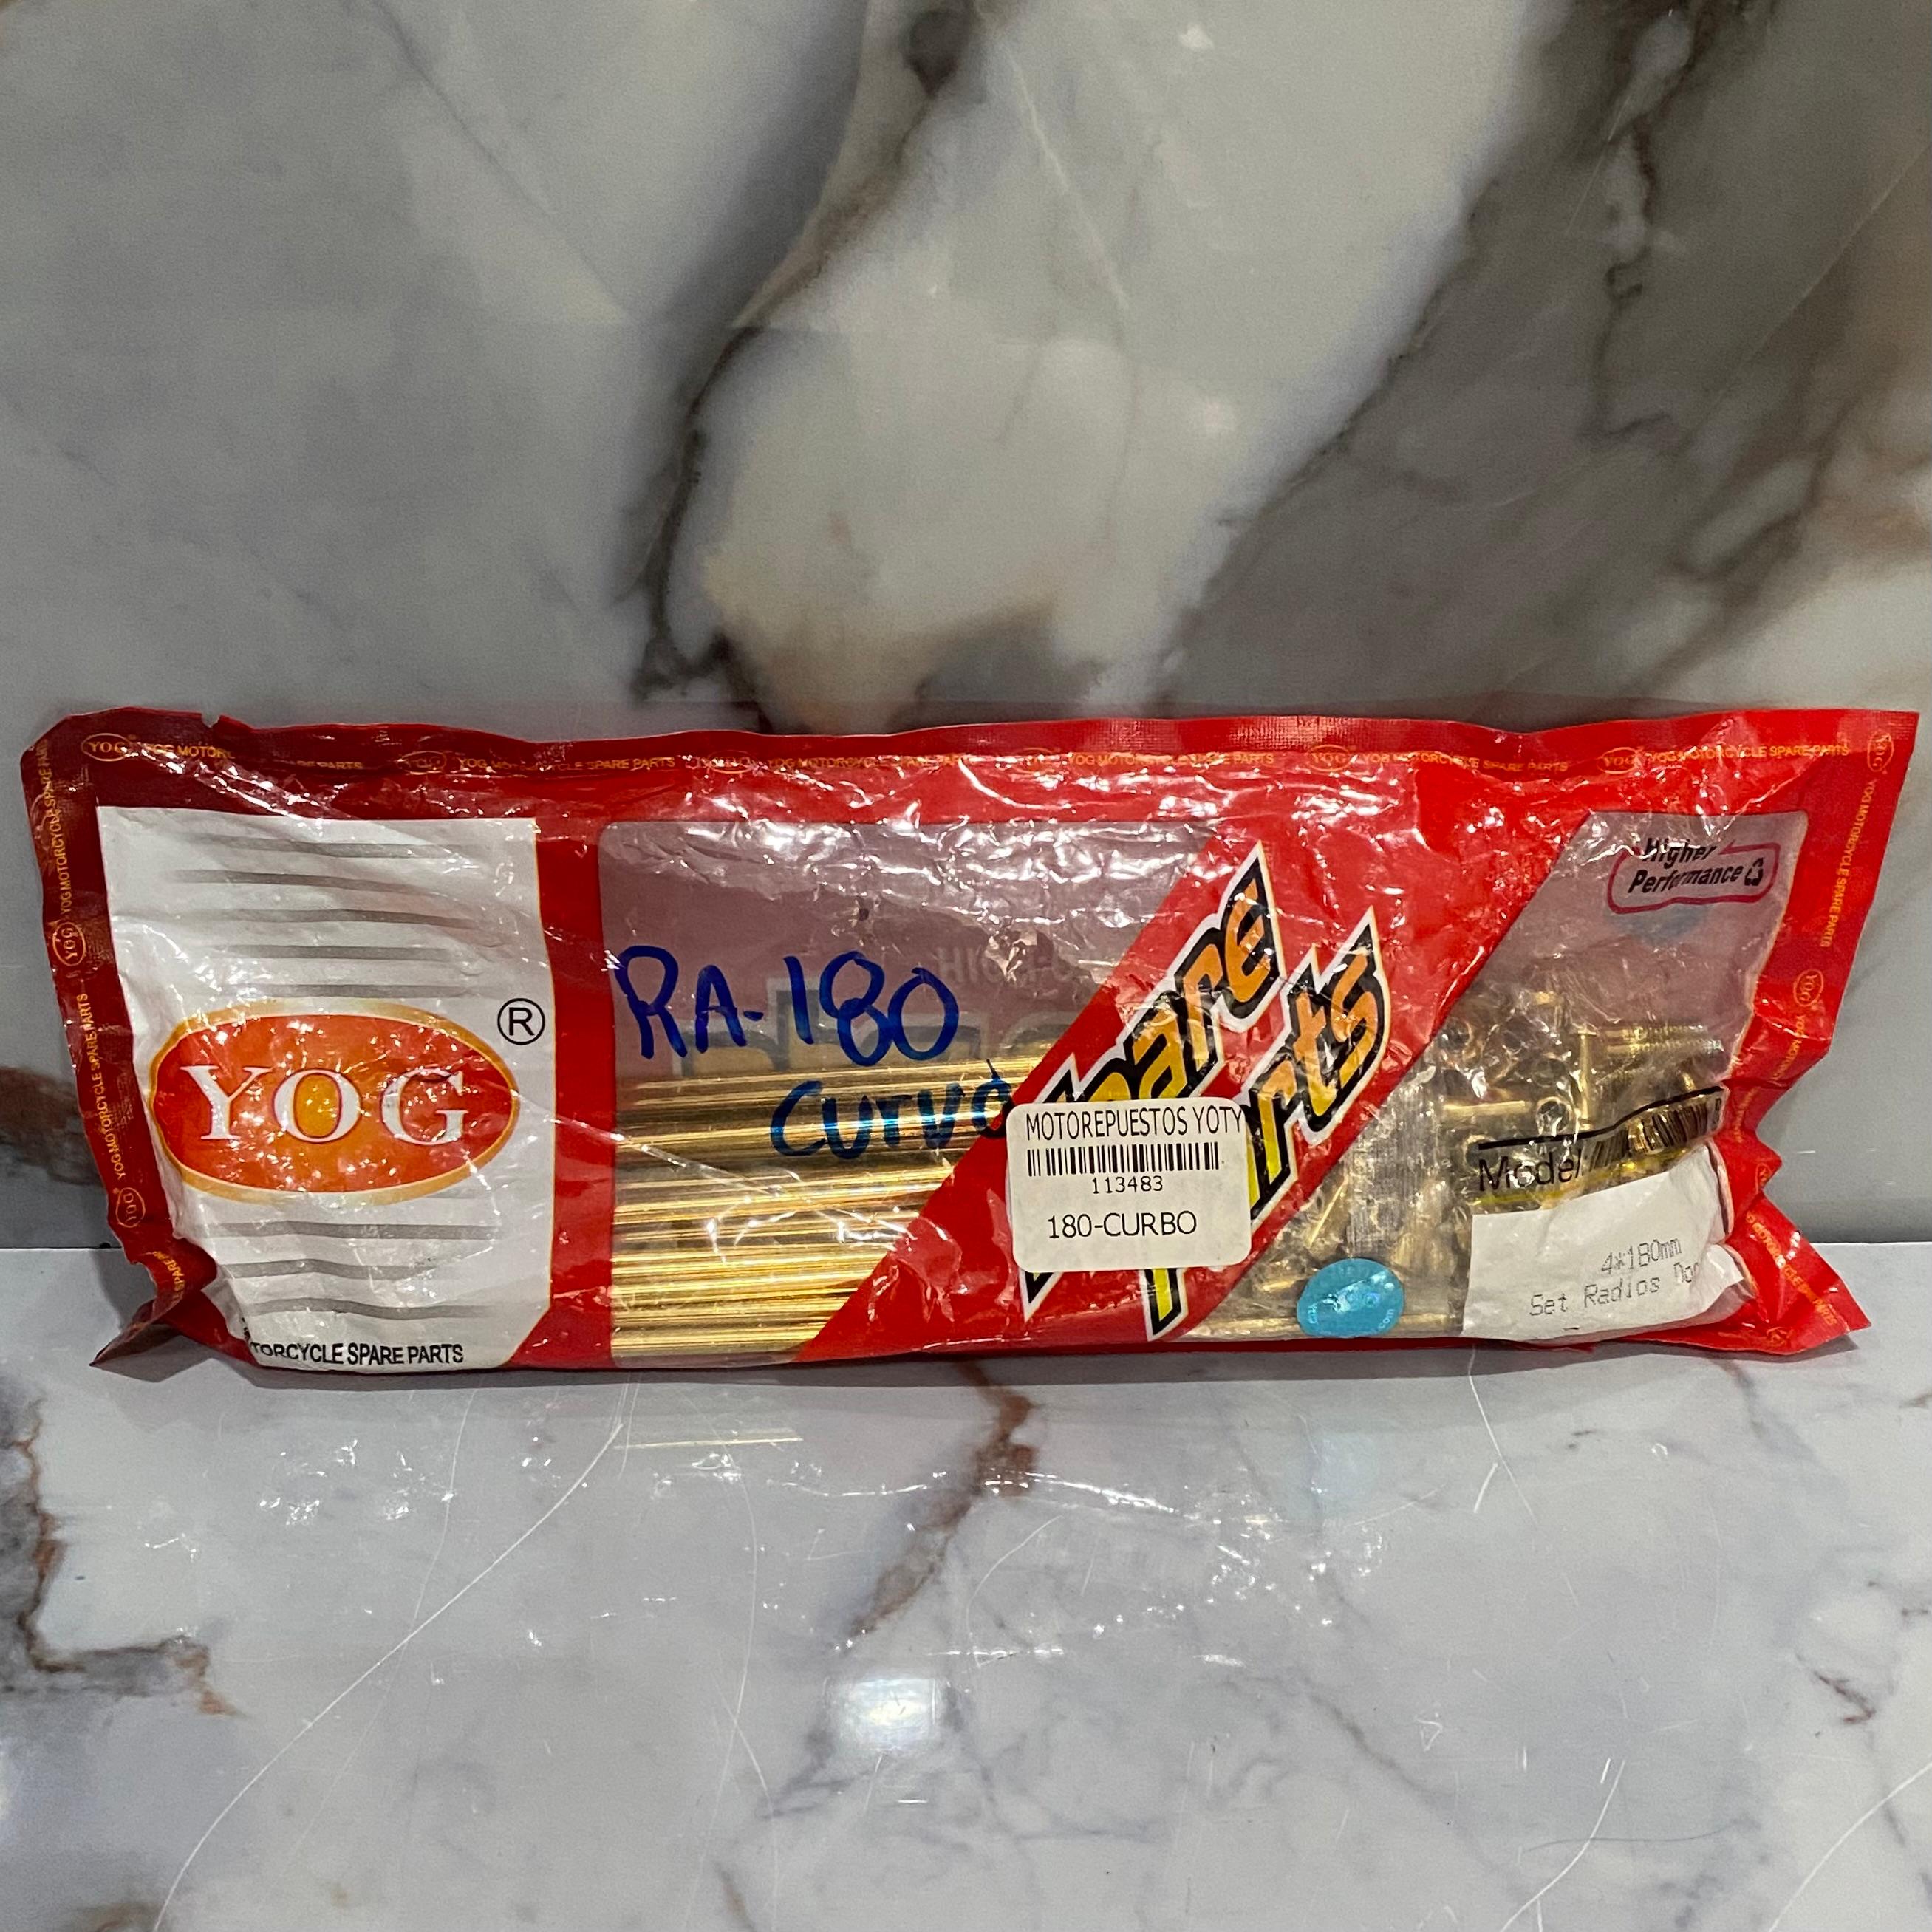 YOG MOTORCYCLE SPARE PARTS
YOG
®
TORCYCLE SPARE PARTS
RA-180
curvo
Spare
Parts
MOTOREPUESTOS YOTY
113483
180-CURBO
Higher
Performance
Model
4*180mm
Set Radios